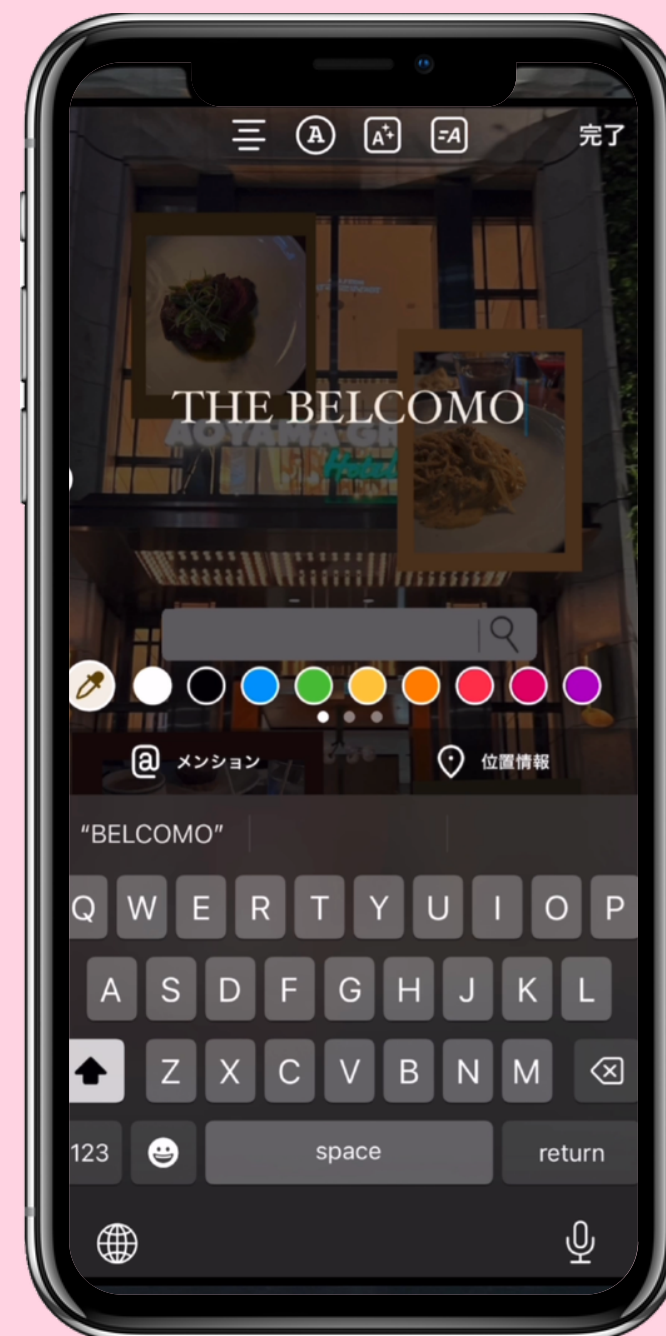 A A =A 完了
THE BELCOMO
AOYAMA GR
Hotel
@ メンション 位置情報
“BELCOMO”
Q W E R T Y U I O P
A S D F G H J K L
Z X C V B N M
123 space return